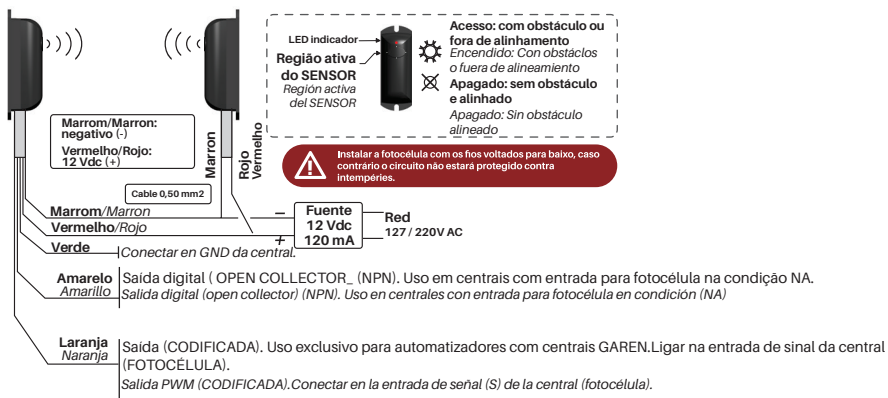 LED indicador
Região ativa
do SENSOR
Región activa
del SENSOR
Acesso: com obstáculo ou
fora de alinhamento
Encendido: Con obstáclos
o fuera de alineamiento
Apagado: sem obstáculo
e alinhado
Apagado: Sin obstáculo
alineado
Marrom/Marron:
negativo (-)
Vermelho/Rojo:
12 Vdc (+)
Marron
Rojo
Vermelho
Instalar a fotocélula com os fios voltados para baixo, caso
contrário o circuito não estará protegido contra
intempéries.
Cable 0,50 mm2
Marrom/Marron
Vermelho/Rojo
Verde
Conectar en GND da central.
−
+
Fuente
12 Vdc
120 mA
Red
127 / 220V AC
Amarelo
Amarillo
Saída digital ( OPEN COLLECTOR_ (NPN). Uso em centrais com entrada para fotocélula na condição NA.
Salida digital (open collector) (NPN). Uso en centrales con entrada para fotocélula en condición (NA)
Laranja
Naranja
Saída (CODIFICADA). Uso exclusivo para automatizadores com centrais GAREN.Ligar na entrada de sinal da central
(FOTOCÉLULA).
Salida PWM (CODIFICADA).Conectar en la entrada de señal (S) de la central (fotocélula).